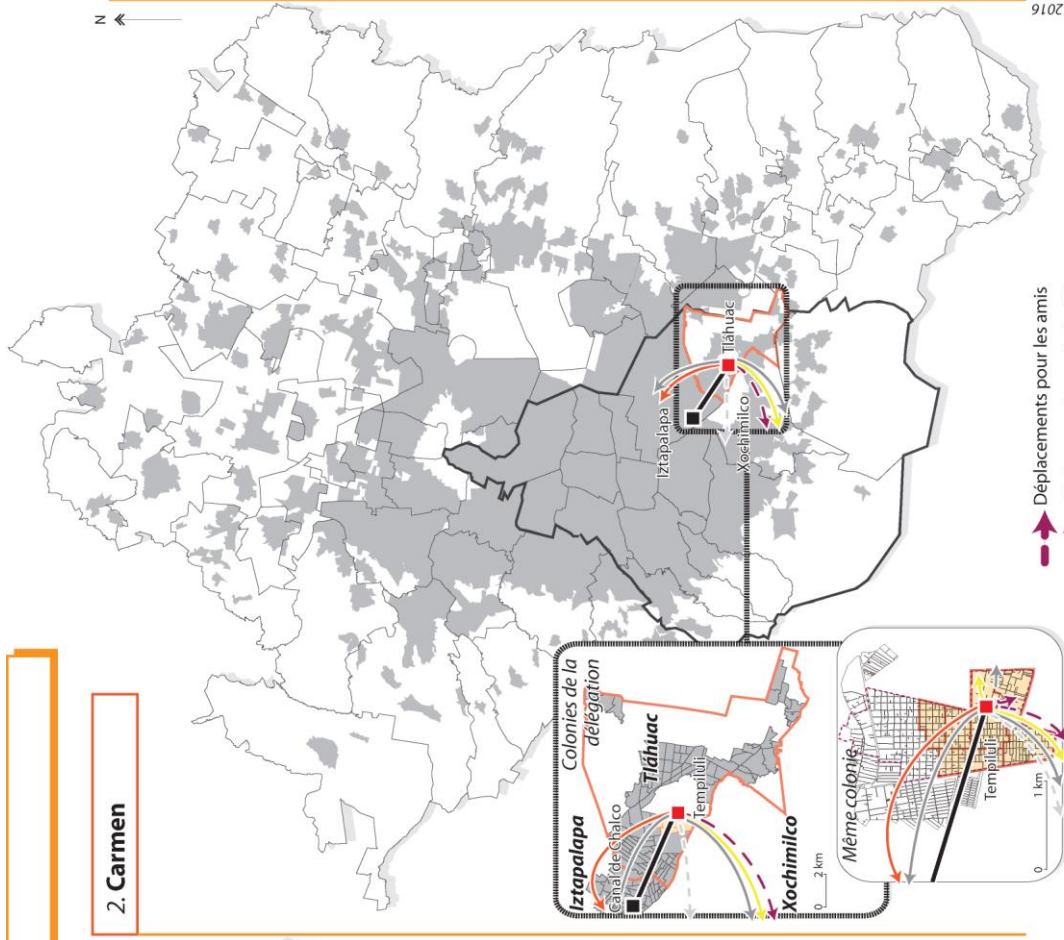 2. Carmen
N
2016
Iztapalapa
Tláhuac
Xochimilco
Colonies de la
délégation
Iztapalapa
Canal de Chalco
Tláhuac
Tempiluli
Xochimilco
0 2 km
Même colonie
Tempiluli
0 1 km
Déplacements pour les amis